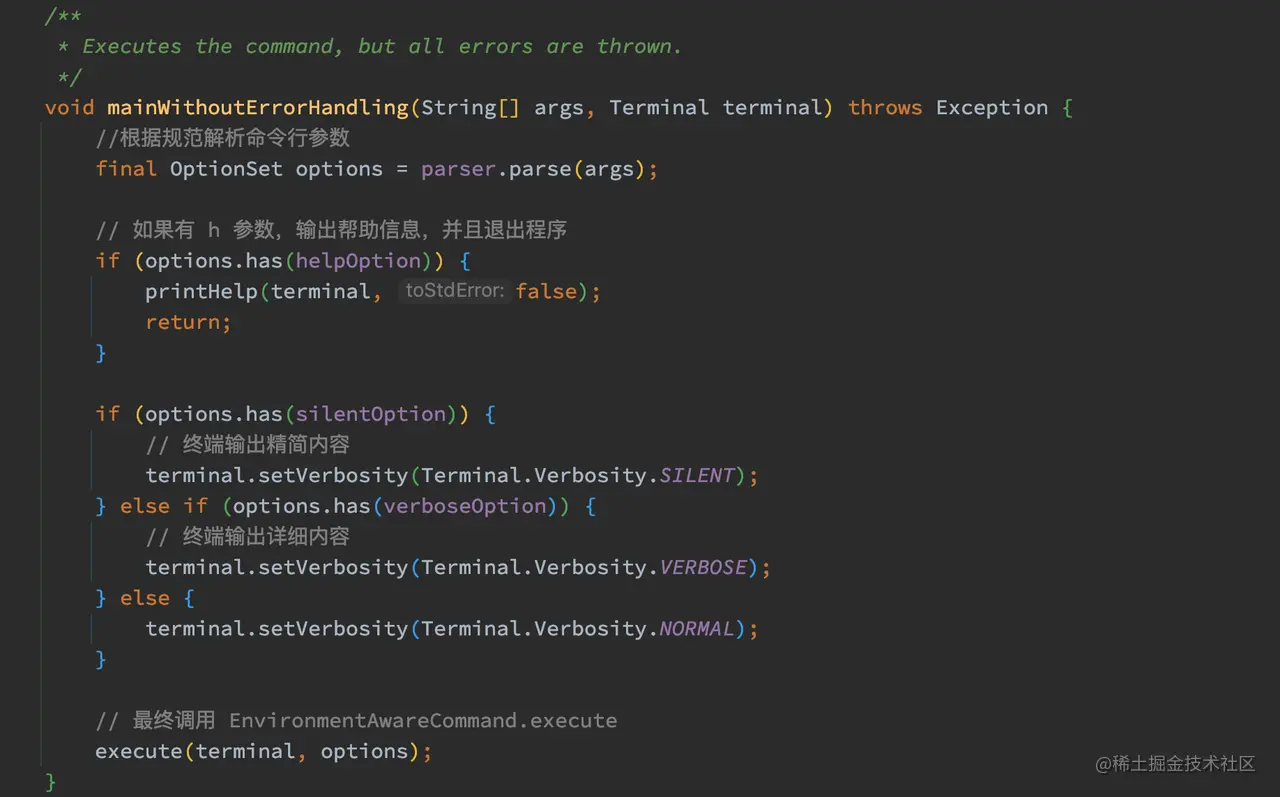 /**
 * Executes the command, but all errors are thrown.
 */
void mainWithoutErrorHandling(String[] args, Terminal terminal) throws Exception {
    //根据规范解析命令行参数
    final OptionSet options = parser.parse(args);

    // 如果有 h 参数，输出帮助信息，并且退出程序
    if (options.has(helpOption)) {
        printHelp(terminal, toStdError: false);
        return;
    }

    if (options.has(silentOption)) {
        // 终端输出精简内容
        terminal.setVerbosity(Terminal.Verbosity.SILENT);
    } else if (options.has(verboseOption)) {
        // 终端输出详细内容
        terminal.setVerbosity(Terminal.Verbosity.VERBOSE);
    } else {
        terminal.setVerbosity(Terminal.Verbosity.NORMAL);
    }

    // 最终调用 EnvironmentAwareCommand.execute
    execute(terminal, options);
@稀土掘金技术社区
}